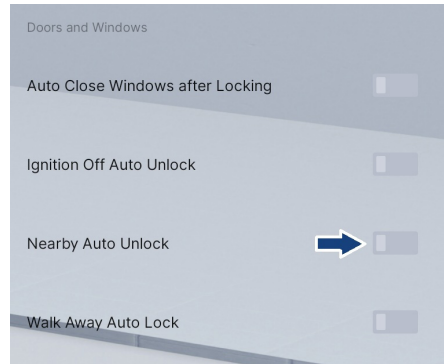 Doors and Windows
Auto Close Windows after Locking
Ignition Off Auto Unlock
Nearby Auto Unlock
Walk Away Auto Lock